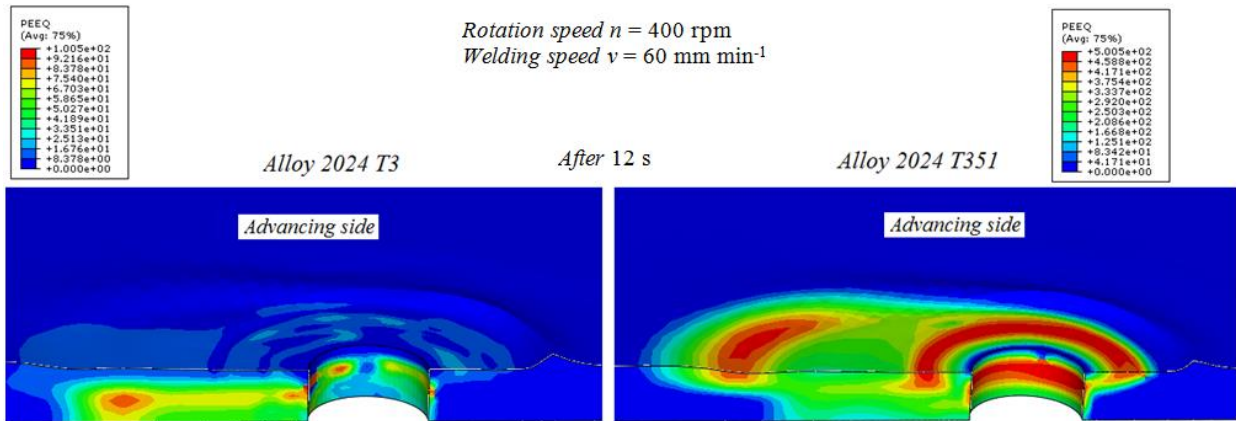 PEEQ
(Avg: 75%)
+1.005e+02
+9.216e+01
+8.378e+01
+7.540e+01
+6.703e+01
+5.865e+01
+5.027e+01
+4.189e+01
+3.351e+01
+2.513e+01
+1.676e+01
+8.378e+00
+0.000e+00
Rotation speed n = 400 rpm
Welding speed v = 60 mm min-1
PEEQ
(Avg: 75%)
+5.005e+02
+4.588e+02
+4.171e+02
+3.754e+02
+3.337e+02
+2.920e+02
+2.503e+02
+2.086e+02
+1.668e+02
+1.251e+02
+8.342e+01
+4.171e+01
+0.000e+00
Alloy 2024 T3
After 12 s
Alloy 2024 T351
Advancing side
Advancing side